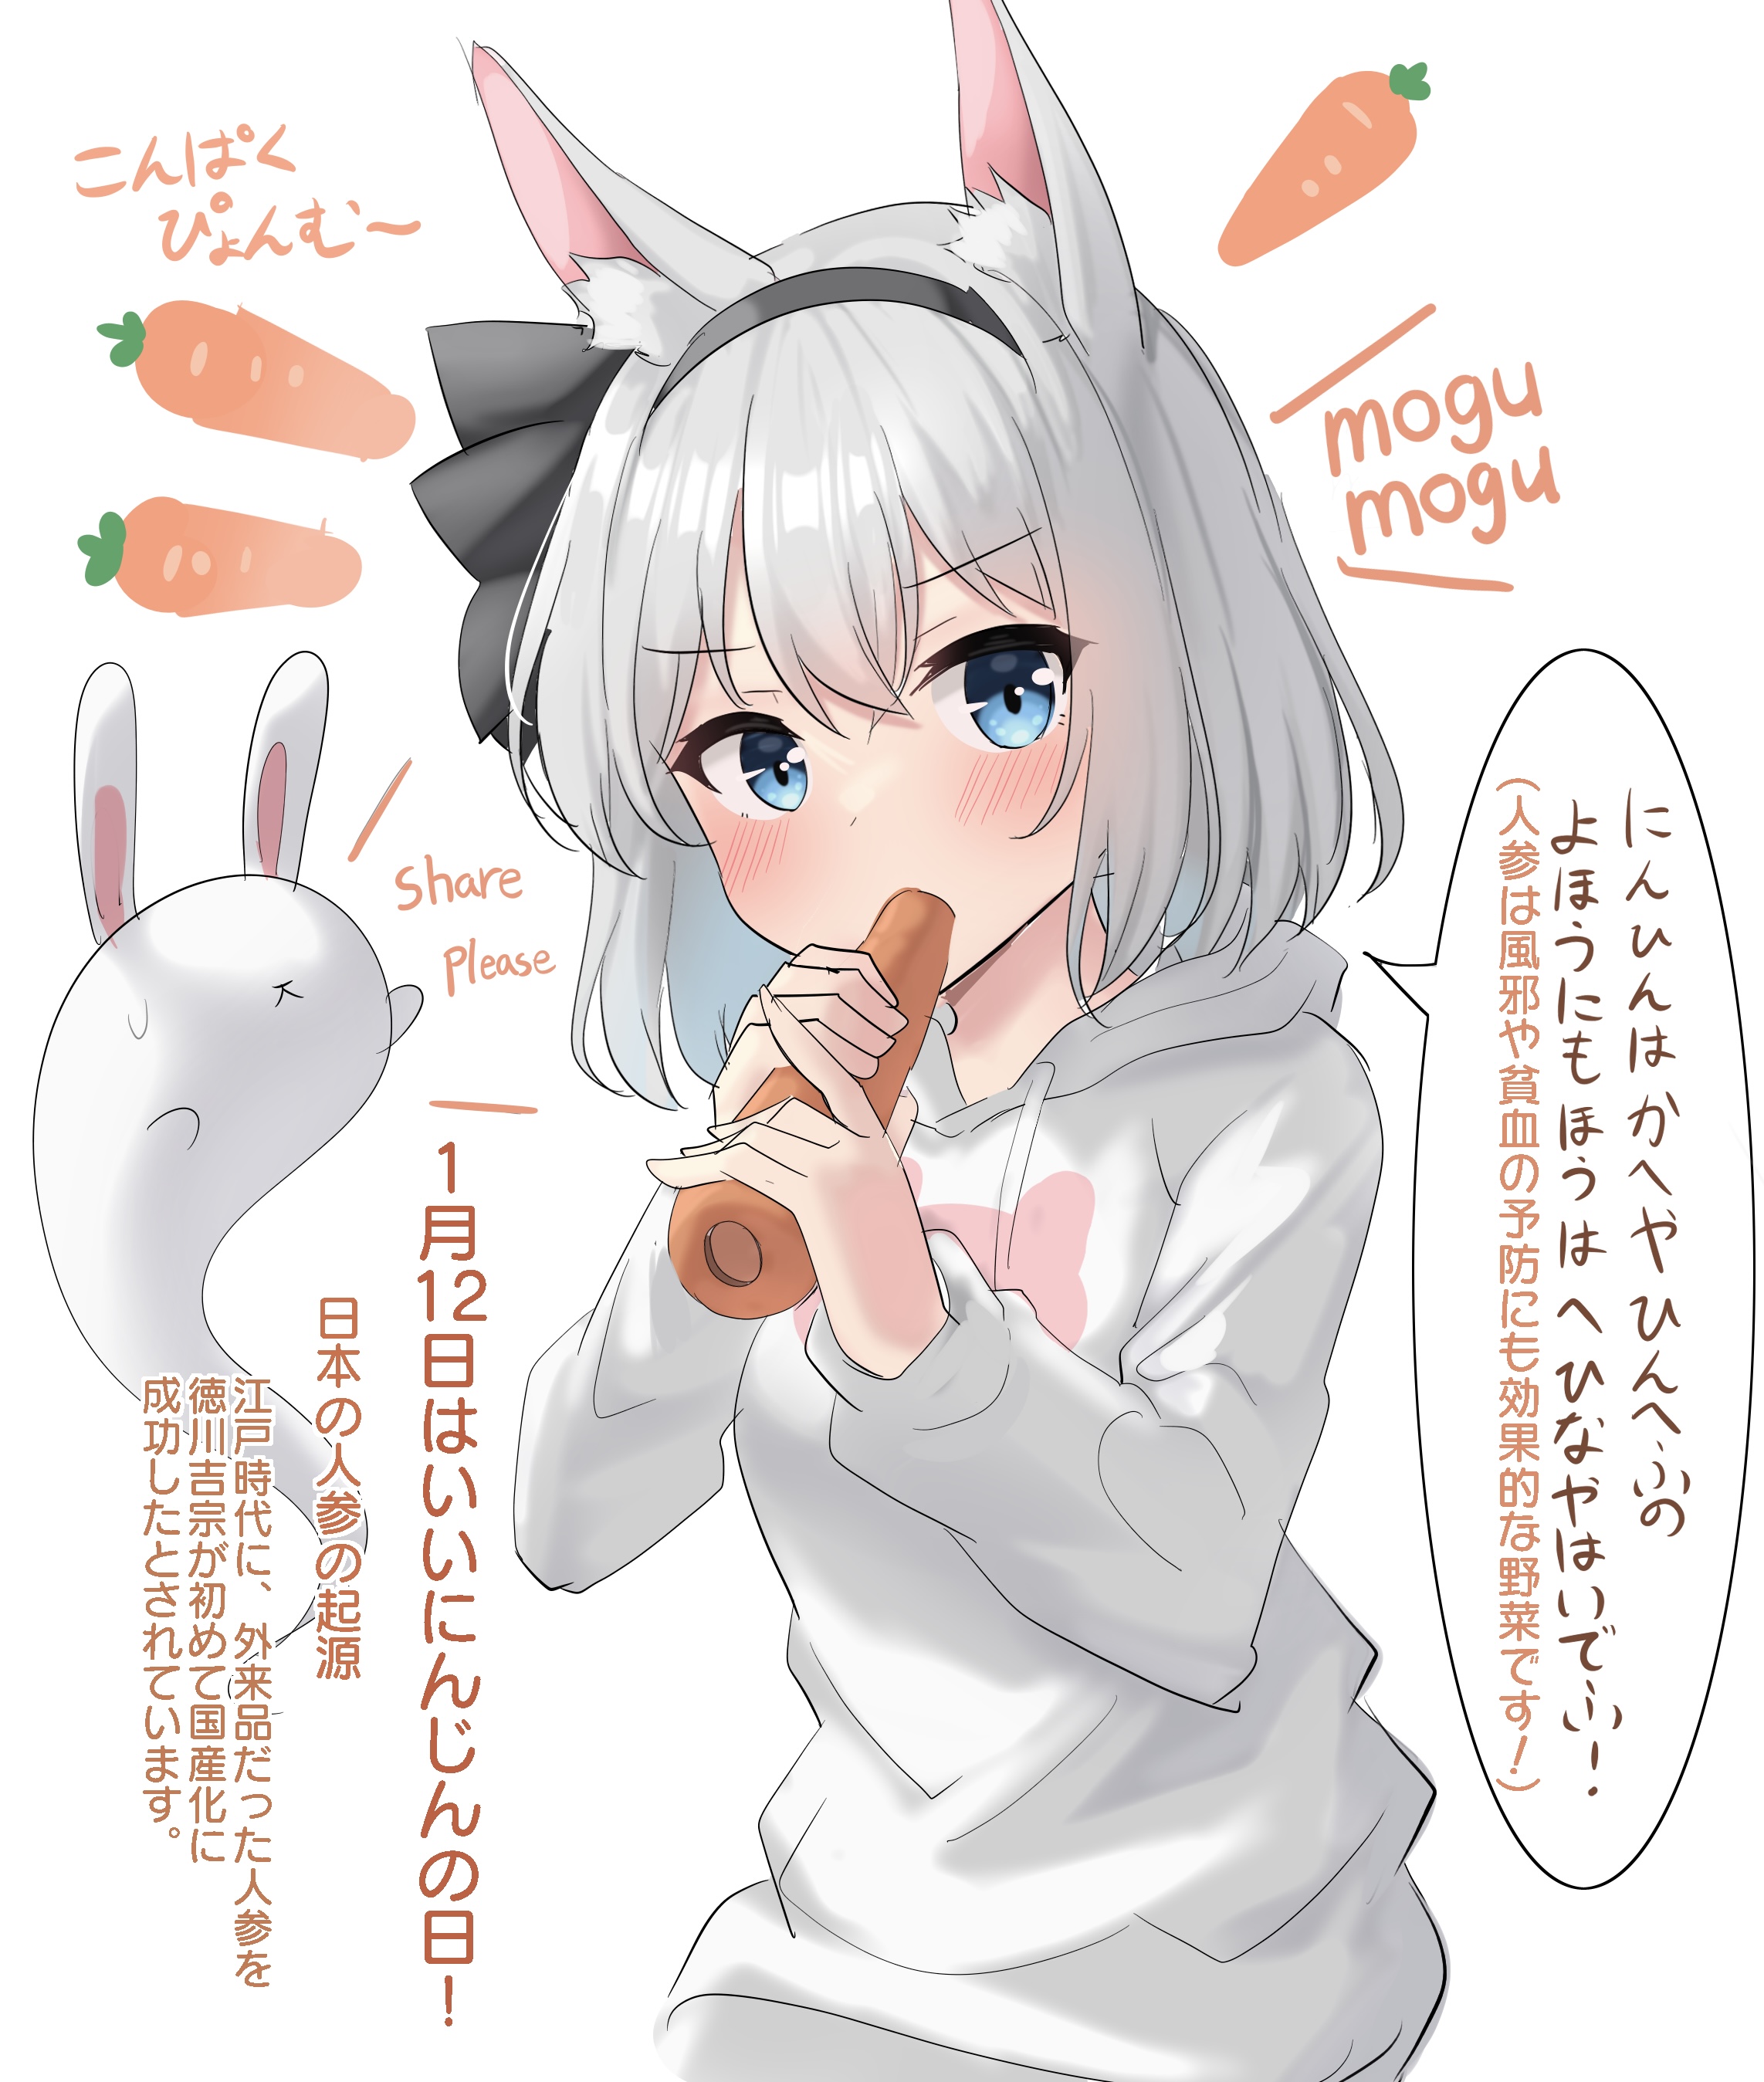 こんぱく
ぴょんむ〜
mogu
mogu
にんひんはかへやひんへふの
よほうにもほうはへひなやはいでふ!.
(人参は風邪や貧血の予防にも効果的な野菜です!)
share
please
1月12日はいいにんじんの日!
日本の人参の起源
江戸時代に、外来品だった人参を
徳川吉宗が初めて国産化に
成功したとされています。